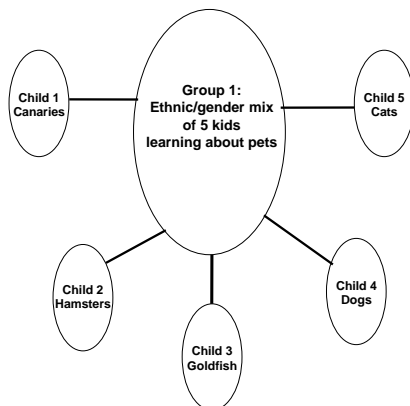 Group 1:
Ethnic/gender mix
of 5 kids
learning about pets
Child 1
Canaries
Child 5
Cats
Child 2
Hamsters
Child 4
Dogs
Child 3
Goldfish